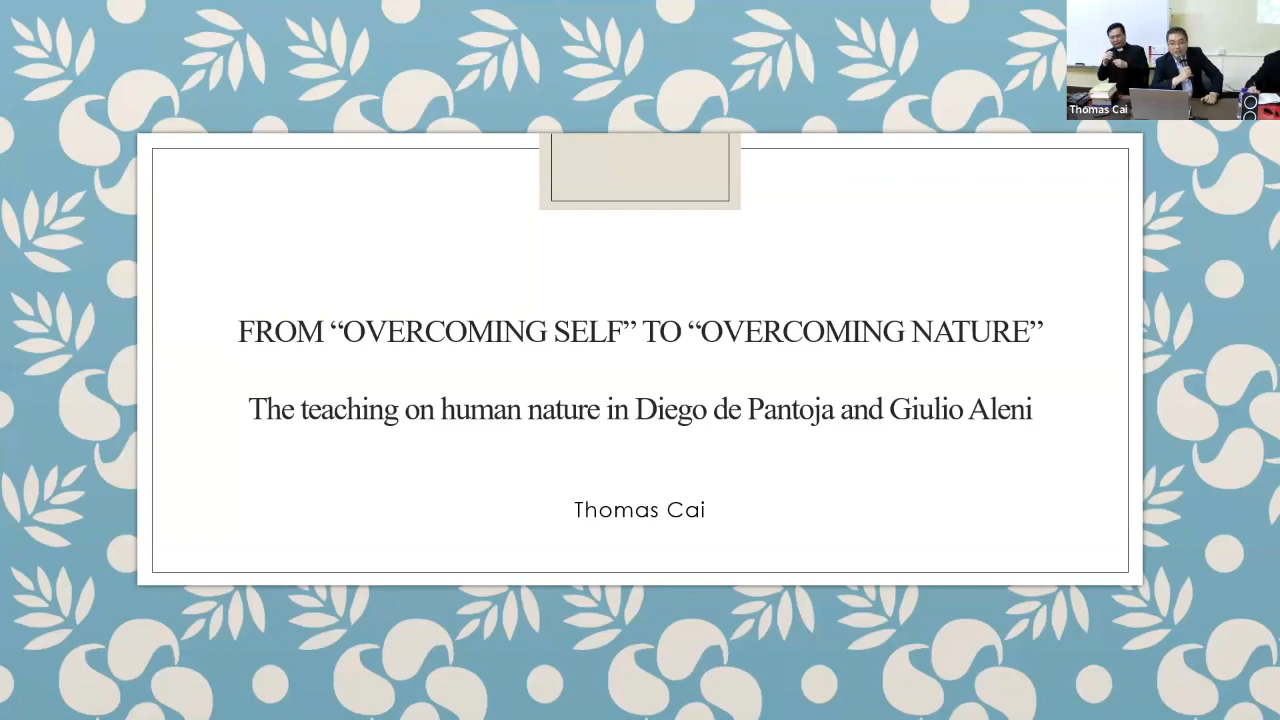 Thomas Cai
FROM “OVERCOMING SELF” TO “OVERCOMING NATURE”
The teaching on human nature in Diego de Pantoja and Giulio Aleni
Thomas Cai